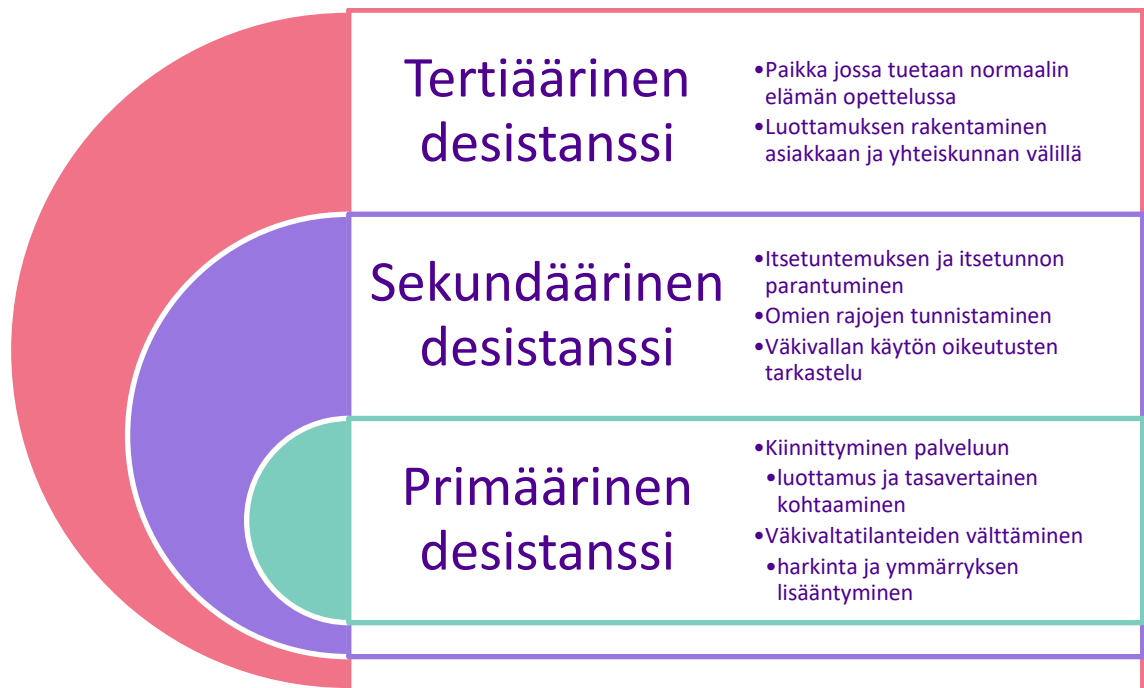 Tertiäärinen
desistanssi
•Paikka jossa tuetaan normaalin
elämän opettelussa
•Luottamuksen rakentaminen
asiakkaan ja yhteiskunnan välillä
Sekundäärinen
desistanssi
•Itsetuntemuksen ja itsetunnon
parantuminen
•Omien rajojen tunnistaminen
•Väkivallan käytön oikeutusten
tarkastelu
Primäärinen
desistanssi
•Kiinnittyminen palveluun
•luottamus ja tasavertainen
kohtaaminen
•Väkivaltatilanteiden välttäminen
•harkinta ja ymmärryksen
lisääntyminen